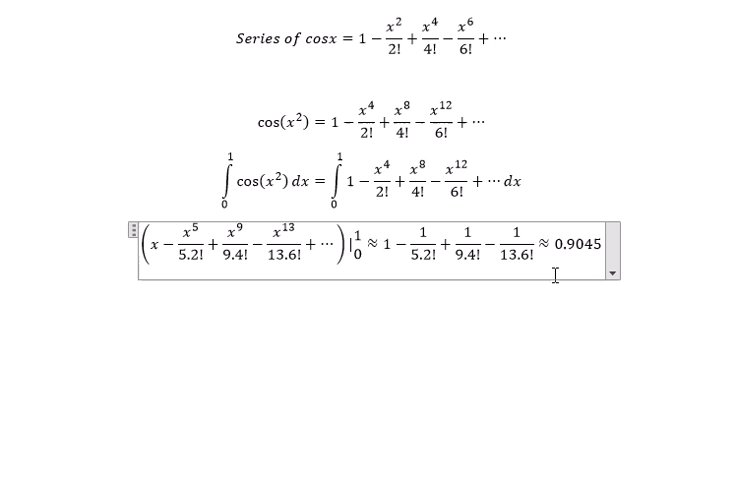 Series of cosx = 1 − x²/2! + x⁴/4! − x⁶/6! + ⋯
cos(x²) = 1 − x⁴/2! + x⁸/4! − x¹²/6! + ⋯
∫₀¹ cos(x²) dx = ∫₀¹ 1 − x⁴/2! + x⁸/4! − x¹²/6! + ⋯ dx
(x − x⁵/5.2! + x⁹/9.4! − x¹³/13.6! + ⋯)|₀¹ ≈ 1 − 1/5.2! + 1/9.4! − 1/13.6! ≈ 0.9045